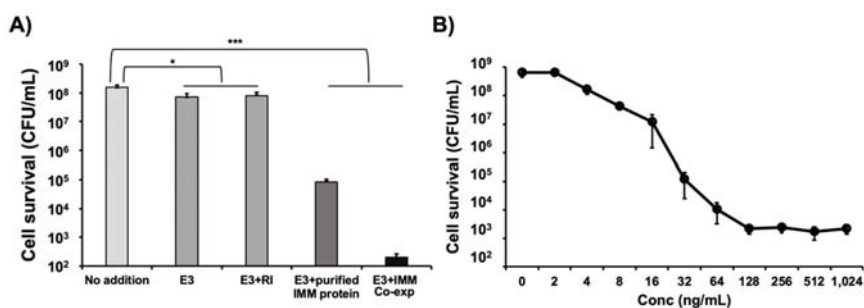 A)
***
*
Cell survival (CFU/mL)
10⁹
10⁸
10⁷
10⁶
10⁵
10⁴
10³
10²
No addition
E3
E3+RI
E3+purified
IMM protein
E3+IMM
Co-exp
B)
Cell survival (CFU/mL)
10⁹
10⁸
10⁷
10⁶
10⁵
10⁴
10³
10²
0 2 4 8 16 32 64 128 256 512 1,024
Conc (ng/mL)